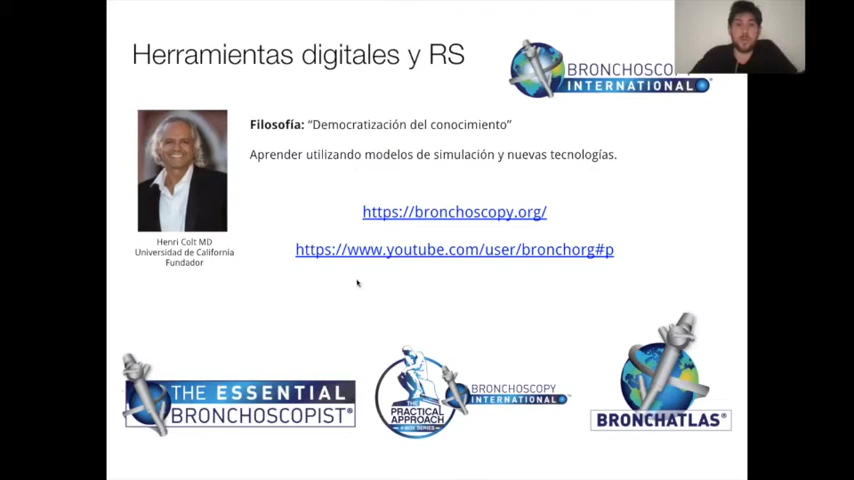 Herramientas digitales y RS
BRONCHOSCOPY
INTERNATIONAL
Filosofía: “Democratización del conocimiento”
Aprender utilizando modelos de simulación y nuevas tecnologías.
https://bronchoscopy.org/
https://www.youtube.com/user/bronchorg#p
Henri Colt MD
Universidad de California
Fundador
THE ESSENTIAL
BRONCHOSCOPIST®
THE
PRACTICAL
APPROACH
BRONCHOSCOPY
INTERNATIONAL
BRONCHATLAS®